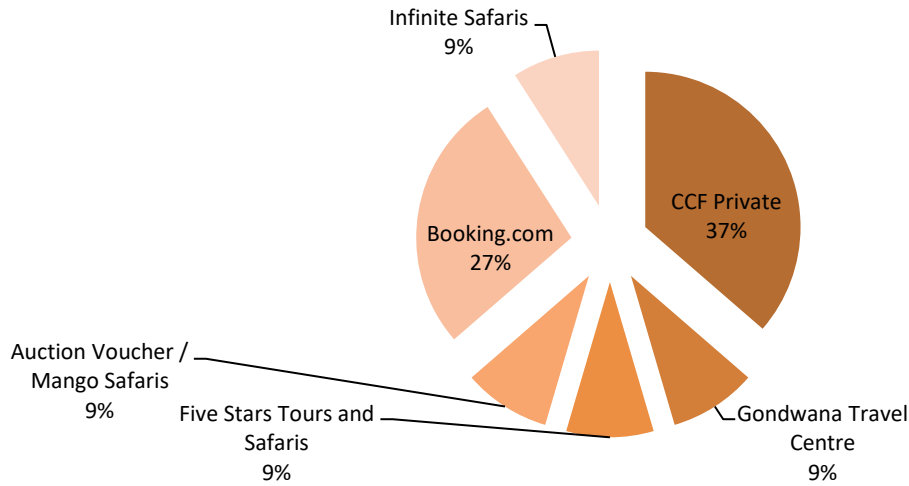 Infinite Safaris
9%
CCF Private
37%
Booking.com
27%
Auction Voucher /
Mango Safaris
9%
Five Stars Tours and
Safaris
9%
Gondwana Travel
Centre
9%